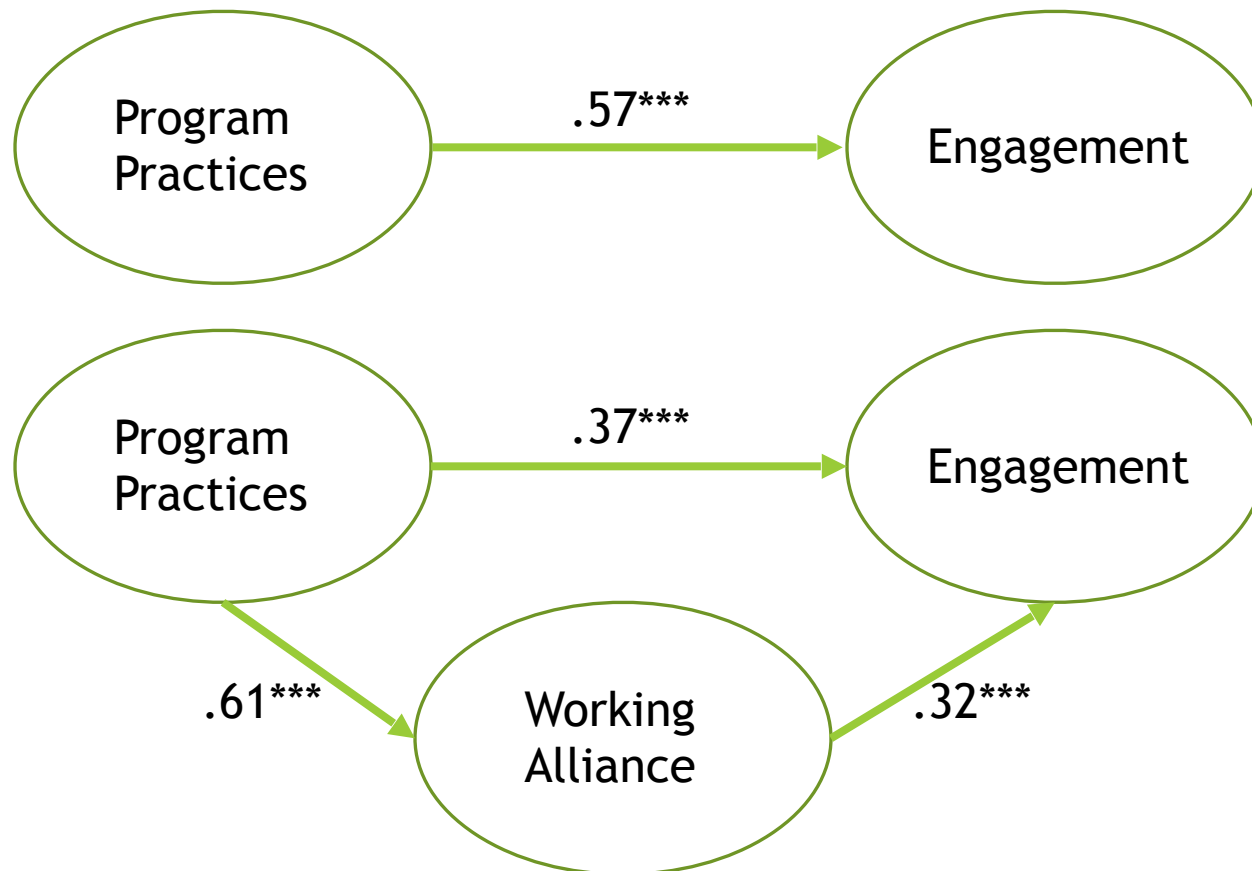 Program
Practices
.57***
Engagement
Program
Practices
.37***
Engagement
.61***
Working
Alliance
.32***